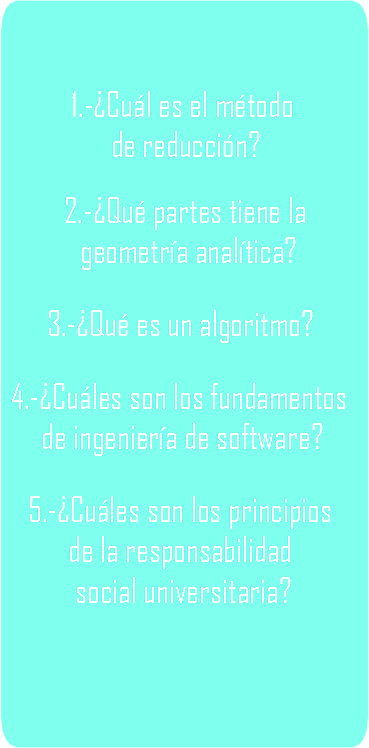 1.-¿Cuál es el método
de reducción?
2.-¿Qué partes tiene la
geometría analítica?
3.-¿Qué es un algoritmo?
4.-¿Cuáles son los fundamentos
de ingeniería de software?
5.-¿Cuáles son los principios
de la responsabilidad
social universitaria?